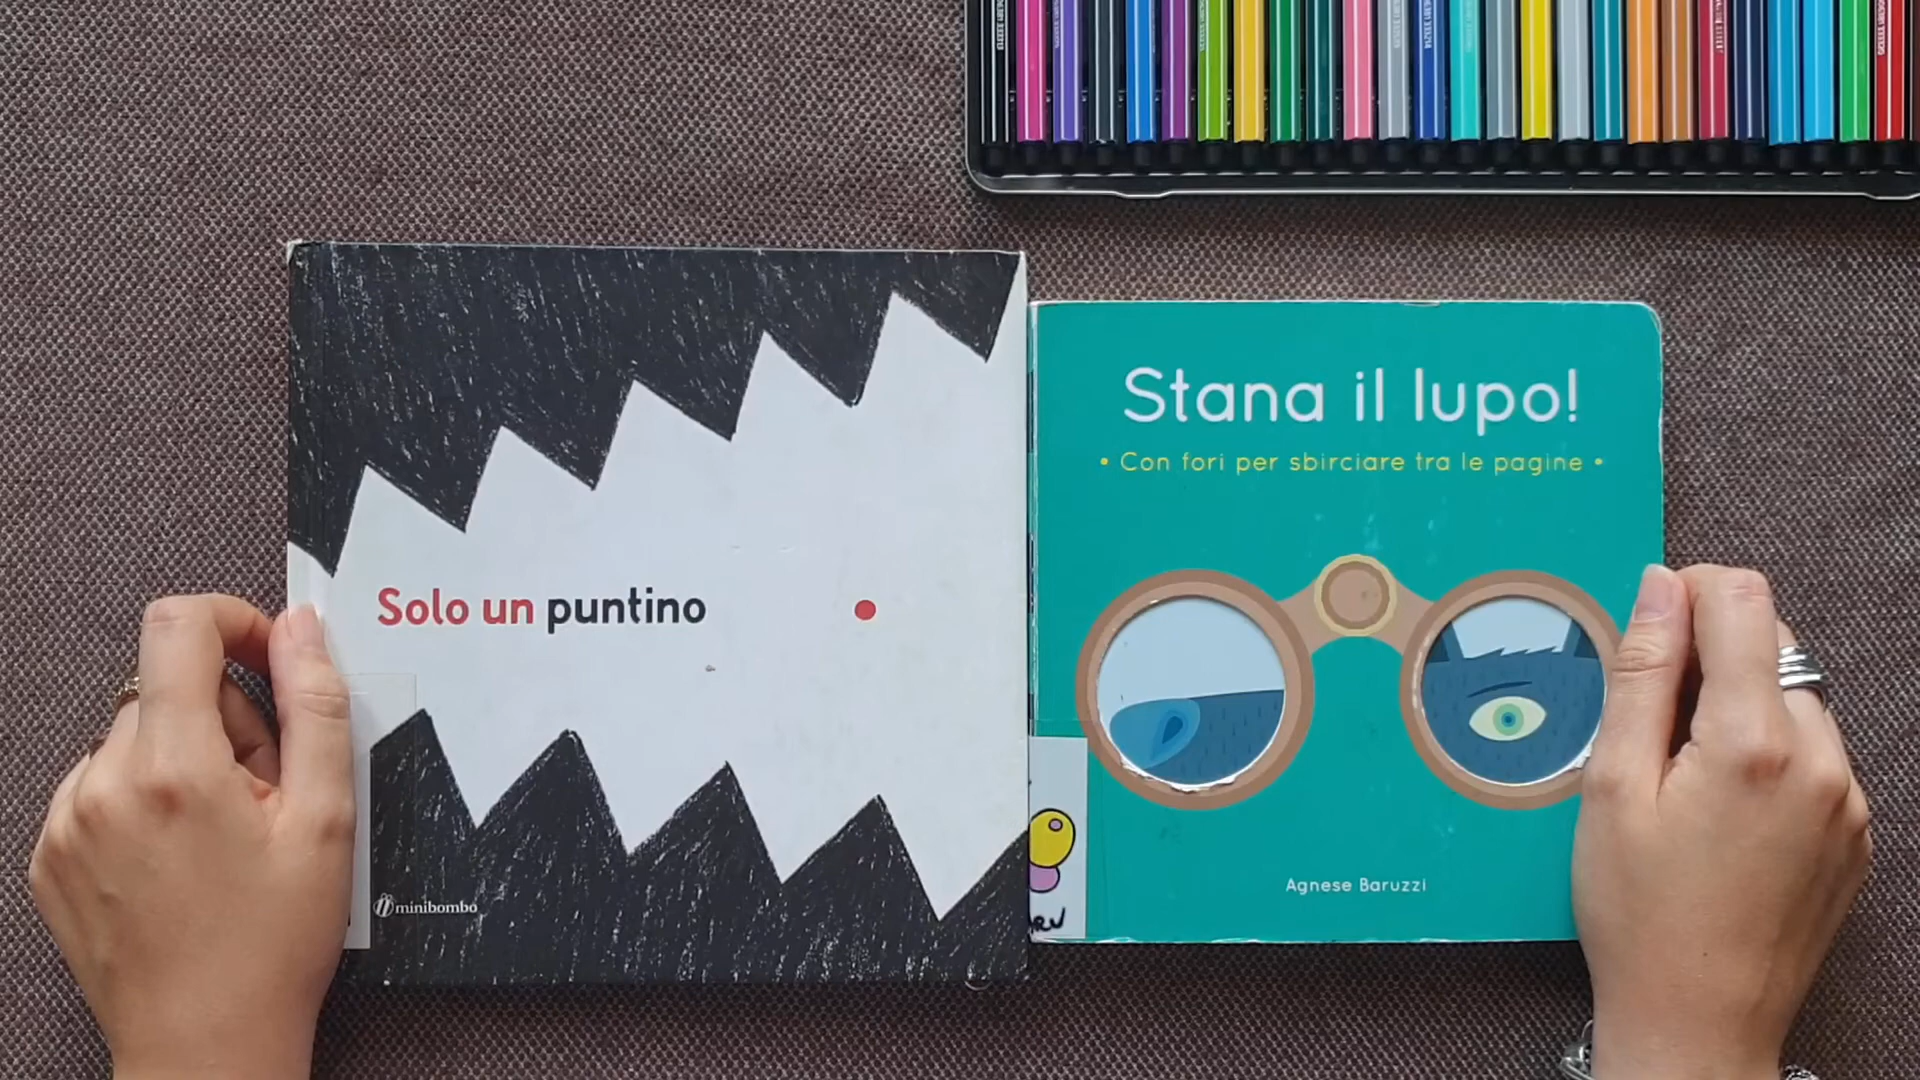 Solo un puntino
minibombo
Stana il lupo!
• Con fori per sbirciare tra le pagine •
Agnese Baruzzi